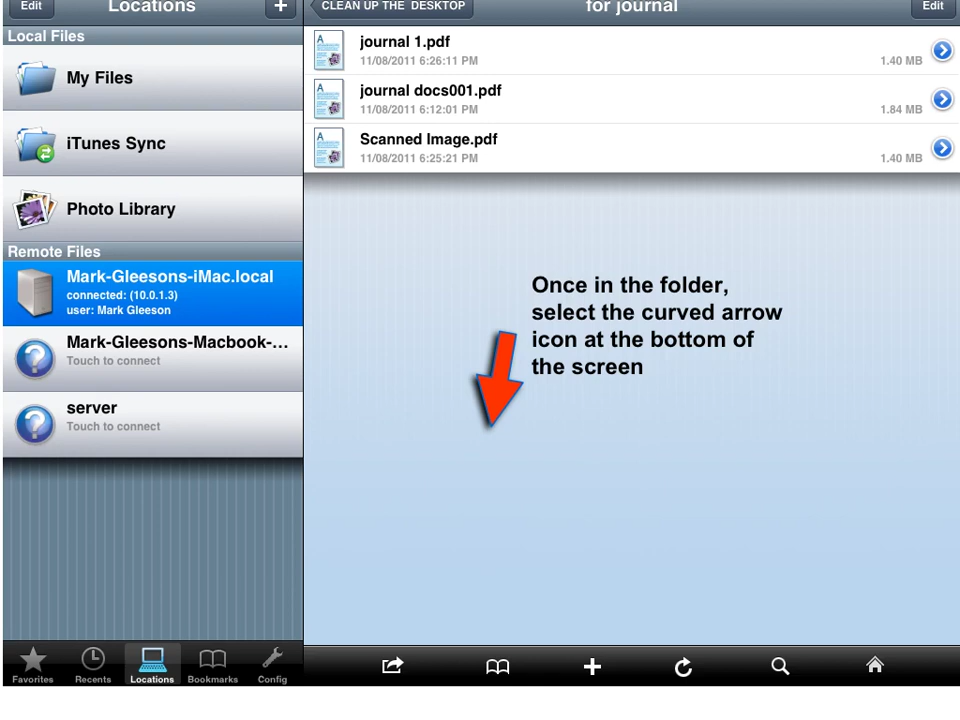 Edit
Locations
+
CLEAN UP THE DESKTOP
for journal
Edit
Local Files
My Files
iTunes Sync
Photo Library
Remote Files
Mark-Gleesons-iMac.local
connected: (10.0.1.3)
user: Mark Gleeson
Mark-Gleesons-Macbook-...
Touch to connect
server
Touch to connect
Favorites
Recents
Locations
Bookmarks
Config
journal 1.pdf
11/08/2011 6:26:11 PM
1.40 MB
journal docs001.pdf
11/08/2011 6:12:01 PM
1.84 MB
Scanned Image.pdf
11/08/2011 6:25:21 PM
1.40 MB
Once in the folder,
select the curved arrow
icon at the bottom of
the screen